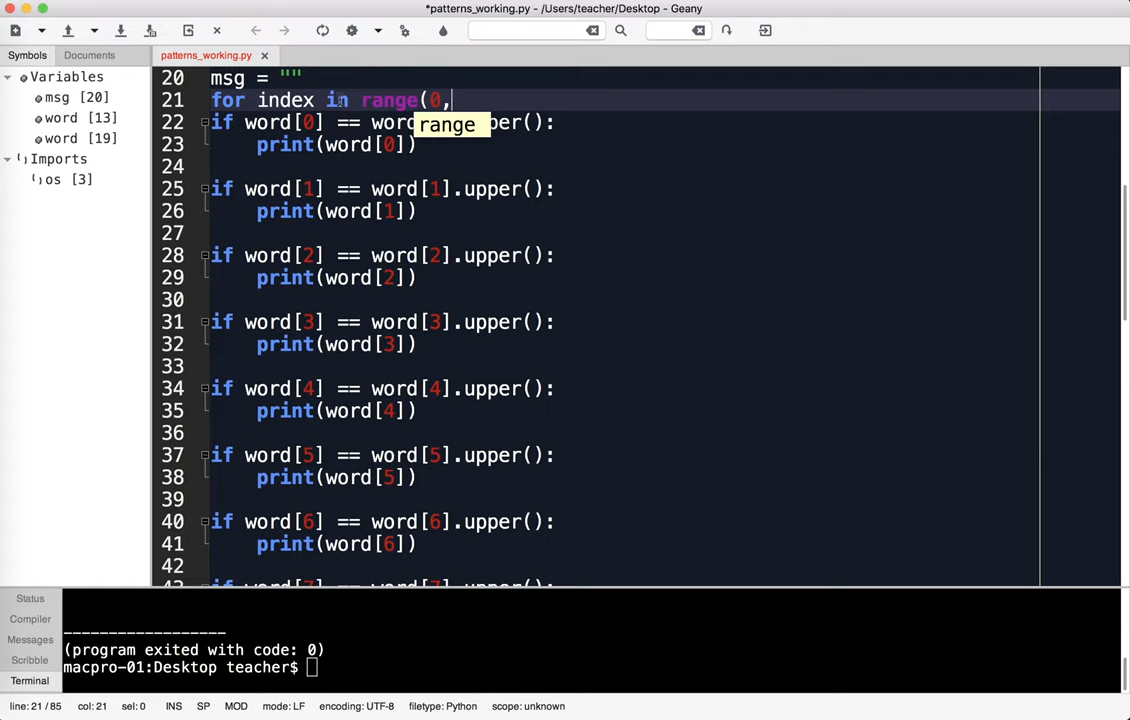 *patterns_working.py - /Users/teacher/Desktop - Geany
Symbols Documents patterns_working.py
Variables
msg [20]
word [13]
word [19]
Imports
os [3]
20 msg = ""
21 for index in range(0,
22 if word[0] == word per():
range
23 print(word[0])
24
25 if word[1] == word[1].upper():
26 print(word[1])
27
28 if word[2] == word[2].upper():
29 print(word[2])
30
31 if word[3] == word[3].upper():
32 print(word[3])
33
34 if word[4] == word[4].upper():
35 print(word[4])
36
37 if word[5] == word[5].upper():
38 print(word[5])
39
40 if word[6] == word[6].upper():
41 print(word[6])
42
43 if word[7] == word[7].upper():
Status
Compiler
Messages
Scribble
Terminal
------------------
(program exited with code: 0)
macpro-01:Desktop teacher$
line: 21 / 85 col: 21 sel: 0 INS SP MOD mode: LF encoding: UTF-8 filetype: Python scope: unknown